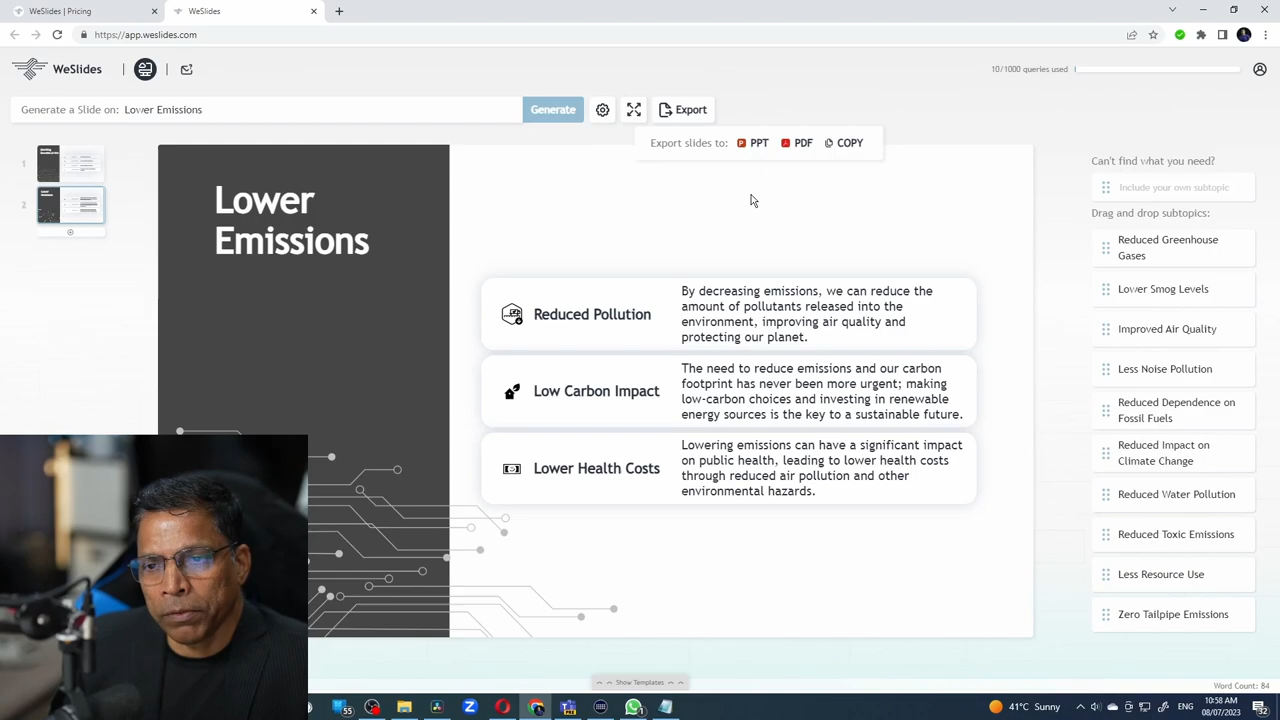 WeSlides | Pricing
WeSlides
https://app.weslides.com
WeSlides
10/1000 queries used
Generate a Slide on: Lower Emissions
Generate
Export
Export slides to: PPT PDF COPY
1
2
Lower
Emissions
Reduced Pollution
By decreasing emissions, we can reduce the
amount of pollutants released into the
environment, improving air quality and
protecting our planet.
Low Carbon Impact
The need to reduce emissions and our carbon
footprint has never been more urgent; making
low-carbon choices and investing in renewable
energy sources is the key to a sustainable future.
Lower Health Costs
Lowering emissions can have a significant impact
on public health, leading to lower health costs
through reduced air pollution and other
environmental hazards.
Can't find what you need?
Include your own subtopic
Drag and drop subtopics:
Reduced Greenhouse
Gases
Lower Smog Levels
Improved Air Quality
Less Noise Pollution
Reduced Dependence on
Fossil Fuels
Reduced Impact on
Climate Change
Reduced Water Pollution
Reduced Toxic Emissions
Less Resource Use
Zero Tailpipe Emissions
Show Templates
Word Count: 84
41°C Sunny
ENG
10:58 AM
08/07/2023